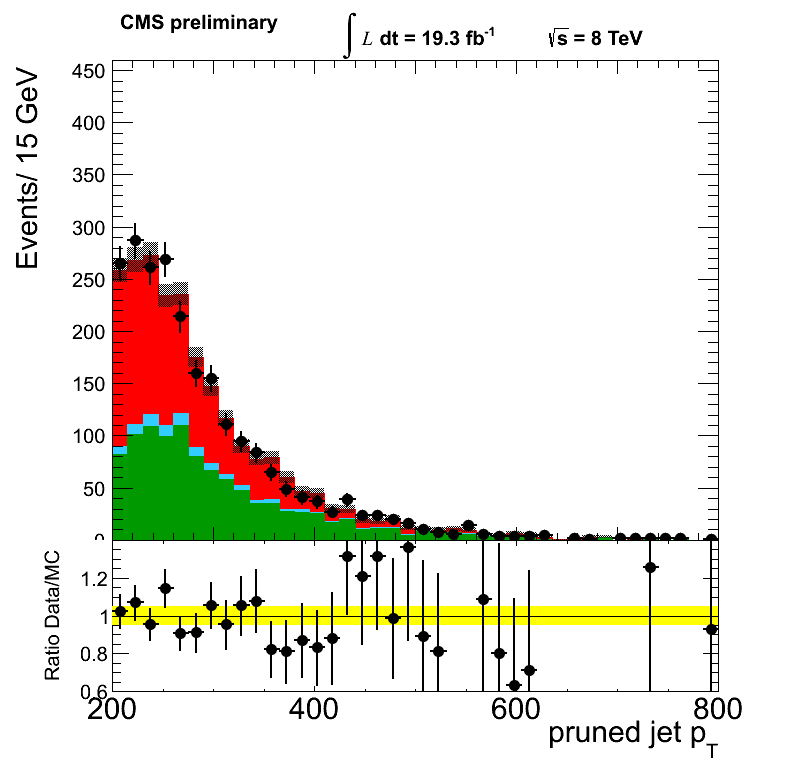 CMS preliminary
∫ L dt = 19.3 fb⁻¹
√s = 8 TeV
Events/ 15 GeV
450
400
350
300
250
200
150
100
50
0
Ratio Data/MC
1.2
1
0.8
0.6
200 400 600 800
pruned jet p_T